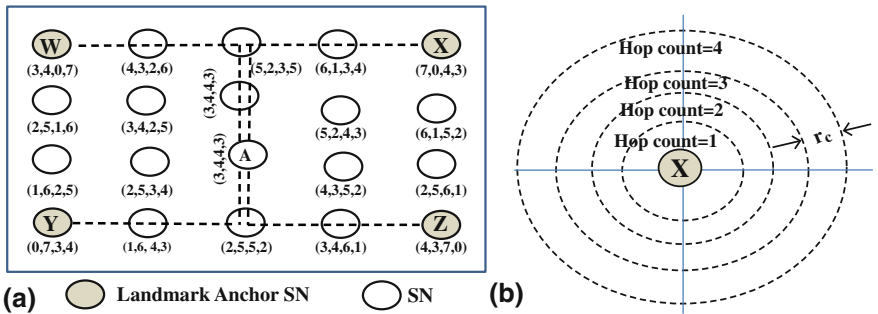 W
X
(3,4,0,7)
(4,3,2,6)
(5,2,3,5)
(6,1,3,4)
(7,0,4,3)
(3,4,4,3)
(2,5,1,6)
(3,4,2,5)
(5,2,4,3)
(6,1,5,2)
A
(3,4,4,3)
(1,6,2,5)
(2,5,3,4)
(4,3,5,2)
(2,5,6,1)
Y
Z
(0,7,3,4)
(1,6, 4,3)
(2,5,5,2)
(3,4,6,1)
(4,3,7,0)
(a)
Landmark Anchor SN
SN
Hop count=4
Hop count=3
Hop count=2
Hop count=1
rc
X
(b)